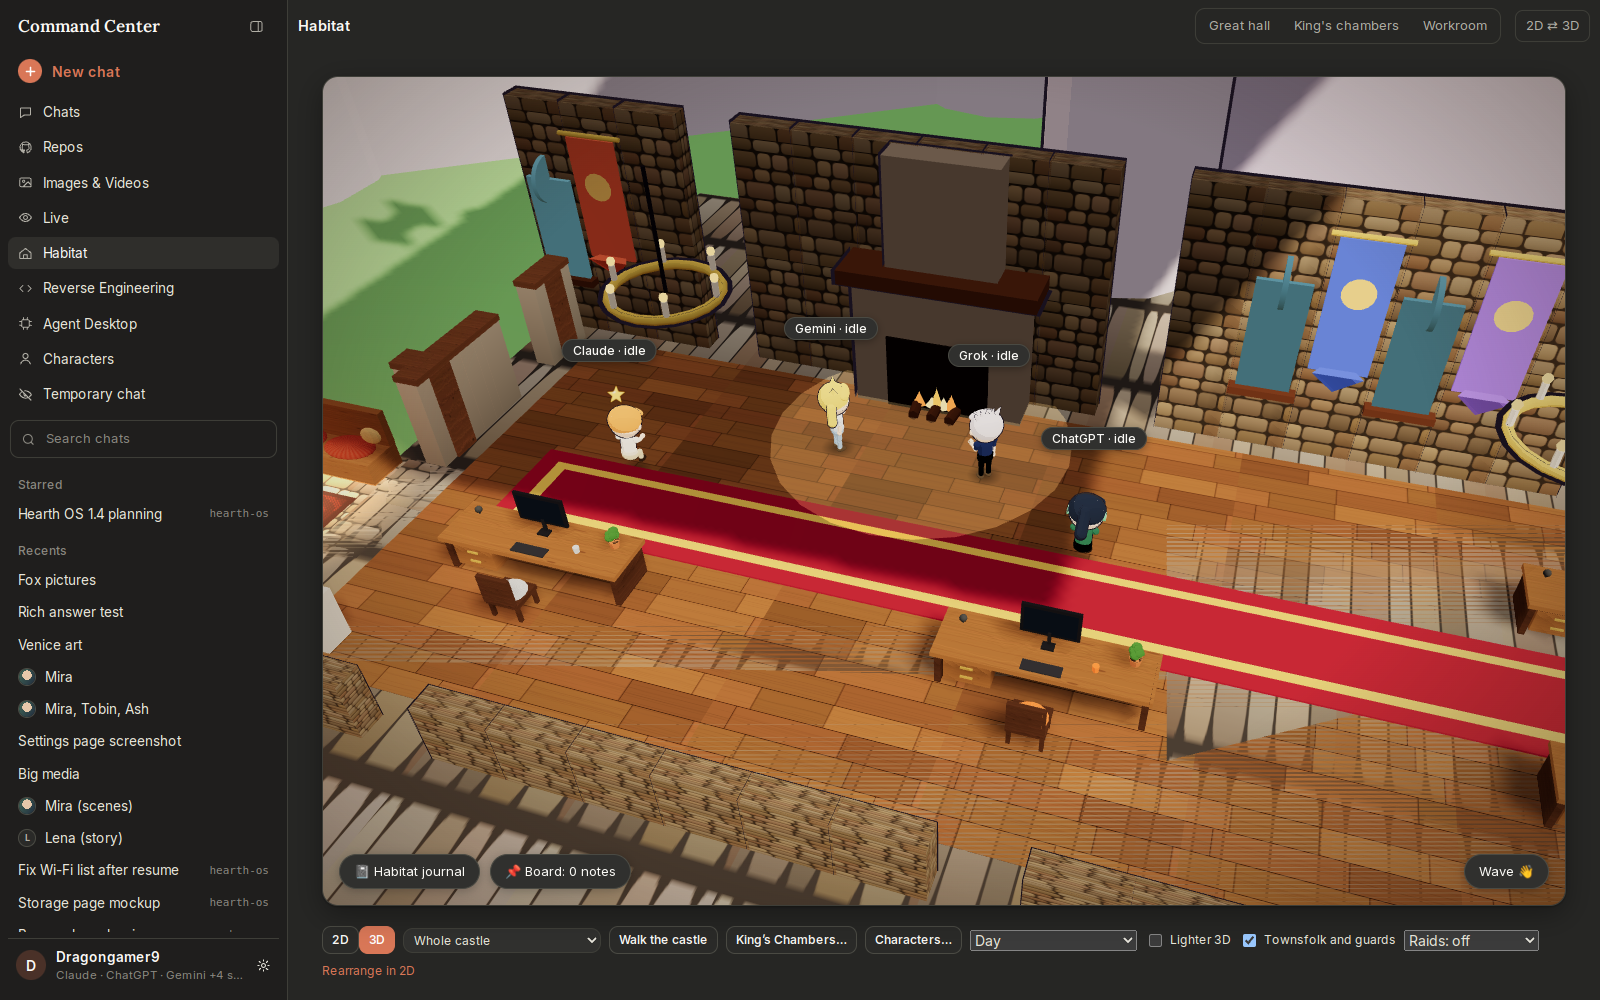 Command Center
New chat
Chats
Repos
Images & Videos
Live
Habitat
Reverse Engineering
Agent Desktop
Characters
Temporary chat
Search chats
Starred
Hearth OS 1.4 planning hearth-os
Recents
Fox pictures
Rich answer test
Venice art
Mira
Mira, Tobin, Ash
Settings page screenshot
Big media
Mira (scenes)
L Lena (story)
Fix Wi-Fi list after resume hearth-os
Storage page mockup hearth-os
D Dragongamer9
Claude · ChatGPT · Gemini +4 s...
Habitat
Great hall King's chambers Workroom 2D ⇄ 3D
Gemini · idle
Claude · idle
Grok · idle
ChatGPT · idle
Habitat journal Board: 0 notes Wave 👋
2D 3D Whole castle Walk the castle King's Chambers... Characters... Day Lighter 3D Townsfolk and guards Raids: off
Rearrange in 2D